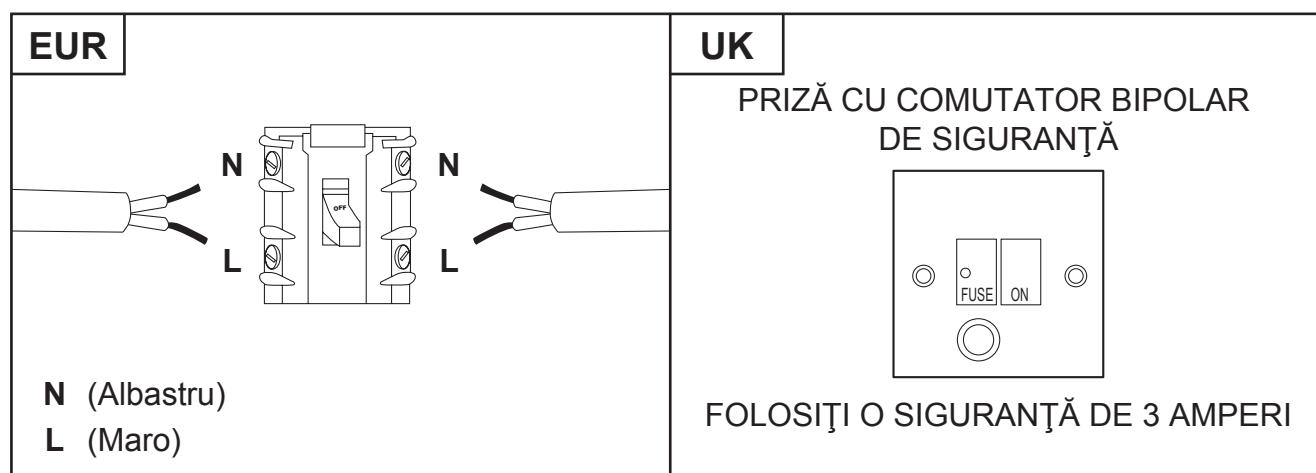 EUR
N
N
OFF
L
L
N (Albastru)
L (Maro)
UK
PRIZĂ CU COMUTATOR BIPOLAR
DE SIGURANŢĂ
FUSE
ON
FOLOSIŢI O SIGURANŢĂ DE 3 AMPERI